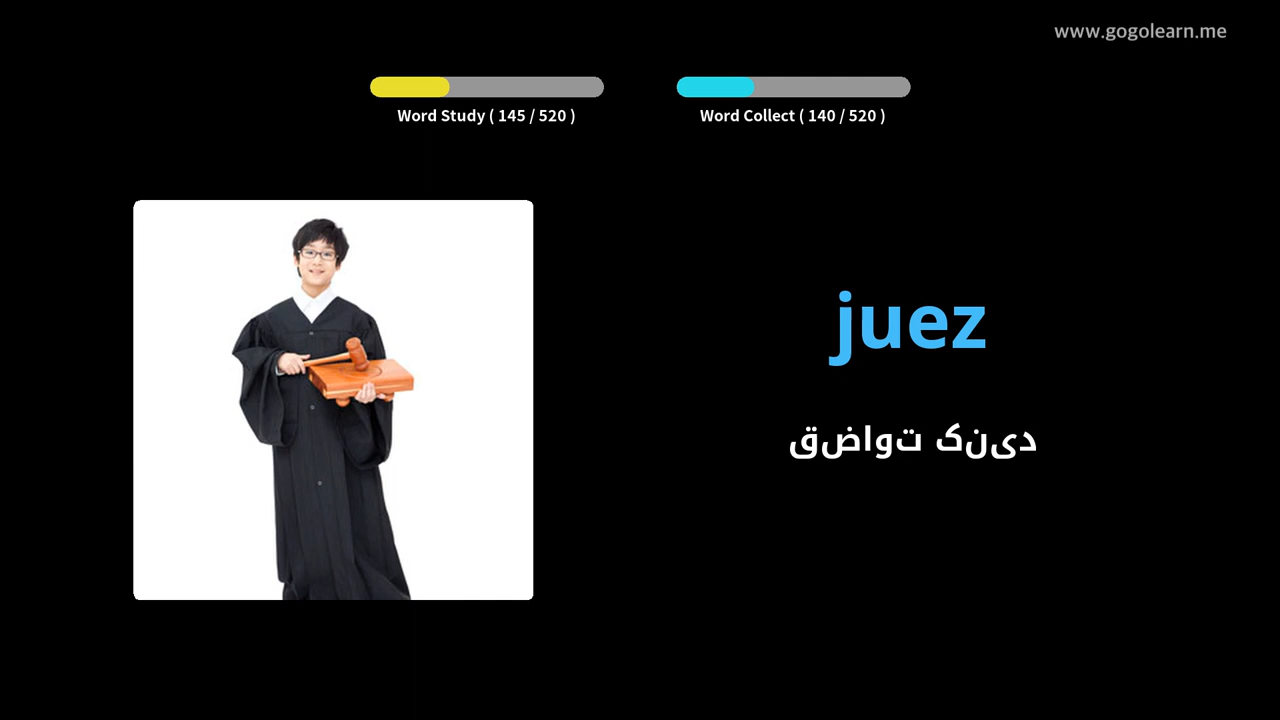 www.gogolearn.me
Word Study ( 145 / 520 )
Word Collect ( 140 / 520 )
juez
دینک تواضق